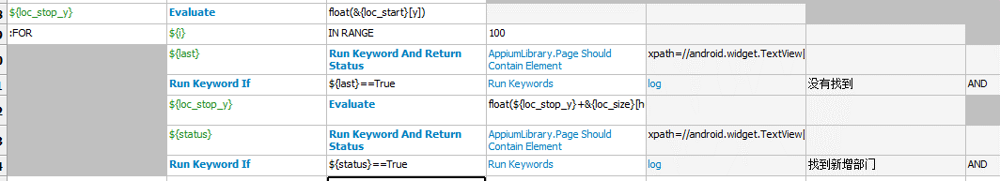 ${loc_stop_y} Evaluate float(&{loc_start}[y])
:FOR ${i} IN RANGE 100
${last} Run Keyword And Return Status AppiumLibrary.Page Should Contain Element xpath=//android.widget.TextView[
Run Keyword If ${last}==True Run Keywords log 没有找到 AND
${loc_stop_y} Evaluate float(${loc_stop_y}+&{loc_size}[h
${status} Run Keyword And Return Status AppiumLibrary.Page Should Contain Element xpath=//android.widget.TextView[
Run Keyword If ${status}==True Run Keywords log 找到新增部门 AND